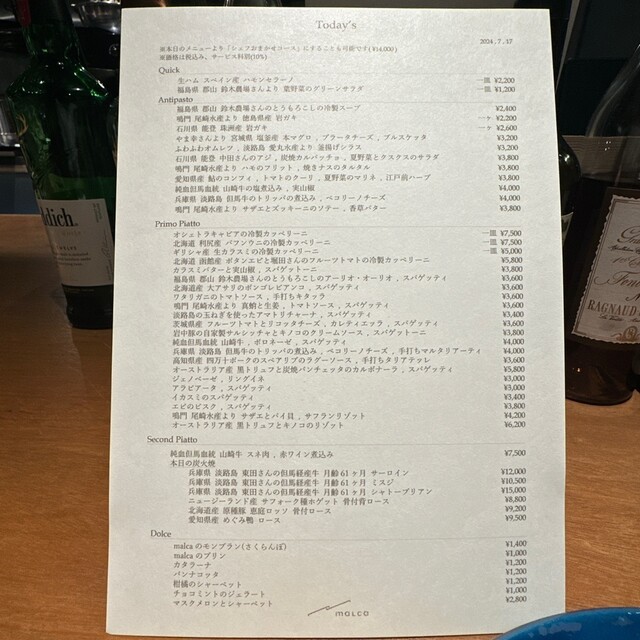 Today's
2024.7.17
※本日のメニューより「シェフおまかせコース」にすることも可能です(¥14,000)
※価格は税込み、サービス料別(10%)
Quick
生ハム スペイン産 ハモンセラーノ 一皿 ¥2,200
福島県 郡山 鈴木農場さんより 葉野菜のグリーンサラダ 一皿 ¥1,200
Antipasto
福島県 郡山 鈴木農場さんのとうもろこしの冷製スープ ¥2,400
鳴門 尾崎水産より 徳島県産 岩ガキ 一ヶ ¥2,200
石川県 能登 珠洲産 岩ガキ 一ヶ ¥2,600
やま幸さんより 宮城県 塩釜産 本マグロ , ブラータチーズ , ブルスケッタ ¥3,200
ふわふわオムレツ , 淡路島 愛丸水産より 釜揚げシラス ¥3,200
石川県 能登 中田さんのアジ , 炭焼カルパッチョ , 夏野菜とクスクスのサラダ ¥3,800
鳴門 尾崎水産より ハモのフリット , 焼きナスのタルタル ¥3,800
愛知県産 鮎のコンフィ , トマトのクーリ , 夏野菜のマリネ , 江戸前ハーブ ¥3,800
純血但馬血統 山崎牛の塩煮込み , 実山椒 ¥4,000
兵庫県 淡路島 但馬牛のトリッパの煮込み , ペコリーノチーズ ¥4,000
鳴門 尾崎水産より サザエとズッキーニのソテー , 香草バター ¥3,800
Primo Piatto
オシェトラキャビアの冷製カッペリーニ 一皿 ¥7,500
北海道 利尻産 バフンウニの冷製カッペリーニ 一皿 ¥7,500
ギリシャ産 生カラスミの冷製カッペリーニ 一皿 ¥5,000
北海道 函館産 ボタンエビと堀田さんのフルーツトマトの冷製カッペリーニ ¥5,800
カラスミバターと実山椒 , スパゲットーニ ¥3,800
福島県 郡山 鈴木農場さんのとうもろこしのアーリオ・オーリオ , スパゲティ ¥3,600
北海道産 大アサリのボンゴレビアンコ , スパゲティ ¥3,600
ワタリガニのトマトソース , 手打ちキタッラ ¥3,600
鳴門 尾崎水産より 真蛸と生姜 , トマトソース , スパゲティ ¥3,600
淡路島の玉ねぎを使ったアマトリチャーナ , スパゲティ ¥3,400
茨城県産 フルーツトマトとリコッタチーズ , カレティエッラ , スパゲティ ¥3,600
岩中豚の自家製サルシッチャとキノコのクリームソース , スパゲットーニ ¥3,800
純血但馬血統 山崎牛 , ボロネーゼ , スパゲティ ¥4,000
兵庫県 淡路島 但馬牛のトリッパの煮込み , ペコリーノチーズ , 手打ちマルタリアーティ ¥4,000
高知県産 四万十ポークのスペアリブのラグーソース , 手打ちタリアテッレ ¥3,600
オーストラリア産 黒トリュフと炭焼パンチェッタのカルボナーラ , スパゲティ ¥5,800
ジェノベーゼ , リングイネ ¥3,000
アラビアータ , スパゲティ ¥3,000
イカスミのスパゲティ ¥3,400
エビのビスク , スパゲティ ¥3,800
鳴門 尾崎水産より サザエとバイ貝 , サフランリゾット ¥4,200
オーストラリア産 黒トリュフとキノコのリゾット ¥6,200
Second Piatto
純血但馬血統 山崎牛 スネ肉 , 赤ワイン煮込み ¥7,500
本日の炭火焼
兵庫県 淡路島 東田さんの但馬経産牛 月齢61ヶ月 サーロイン ¥12,000
兵庫県 淡路島 東田さんの但馬経産牛 月齢61ヶ月 ミスジ ¥10,500
兵庫県 淡路島 東田さんの但馬経産牛 月齢61ヶ月 シャトーブリアン ¥15,000
ニュージーランド産 サフォーク種ホゲット 骨付背ロース ¥8,800
北海道産 原種豚 恵庭ロッソ 骨付ロース ¥9,200
愛知県産 めぐみ鴨 ロース ¥9,500
Dolce
malcaのモンブラン(さくらんぼ) ¥1,400
malcaのプリン ¥1,000
カタラーナ ¥1,200
パンナコッタ ¥1,200
柑橘のシャーベット ¥1,200
チョコミントのジェラート ¥1,000
マスクメロンとシャーベット ¥2,800
malca
ldich.
RAGNAUD